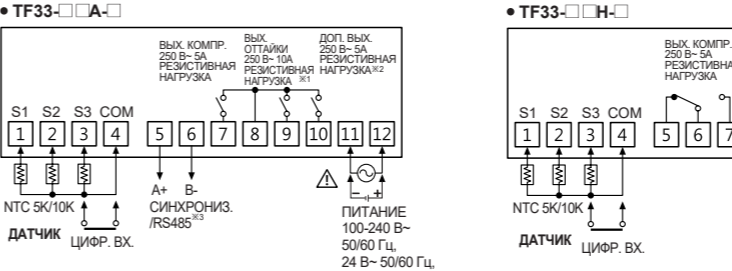 • TF33-□□A-□
ВЫХ. КОМПР.
250 В~ 5А
РЕЗИСТИВНАЯ
НАГРУЗКА
ВЫХ.
ОТТАЙКИ
250 В~ 10А
РЕЗИСТИВНАЯ
НАГРУЗКА ※1
ДОП. ВЫХ.
250 В~ 5А
РЕЗИСТИВНАЯ
НАГРУЗКА※2
S1 S2 S3 COM
1 2 3 4 5 6 7 8 9 10 11 12
NTC 5K/10K
ДАТЧИК
ЦИФР. ВХ.
A+ B-
СИНХРОНИЗ.
/RS485※3
− +
ПИТАНИЕ
100-240 В~
50/60 Гц,
24 В~ 50/60 Гц,
• TF33-□□H-□
ВЫХ. КОМПР.
250 В~ 5А
РЕЗИСТИВНА
НАГРУЗКА
S1 S2 S3 COM
1 2 3 4 5 6 7
NTC 5K/10K
ДАТЧИК
ЦИФР. ВХ.